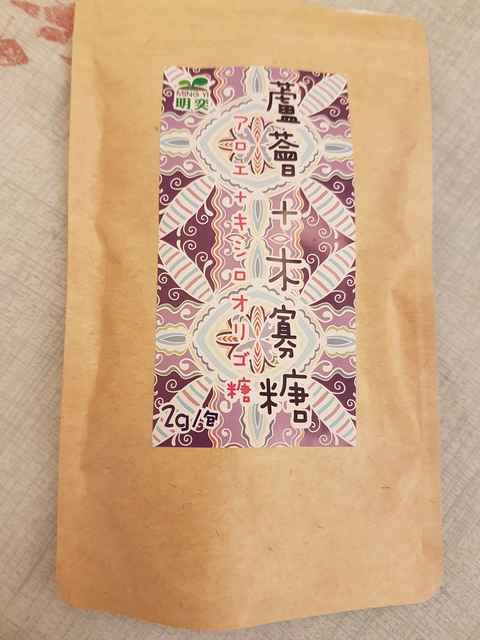 MING YI
明奕
蘆薈+木寡糖
アロエ+キシロオリゴ糖
2g/包